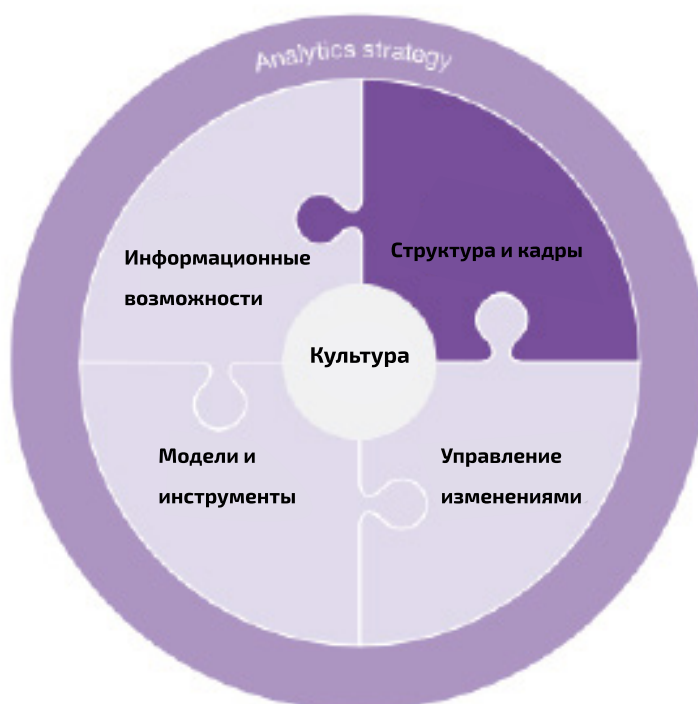 Analytics strategy
Структура и кадры
Информационные
возможности
Культура
Модели и
инструменты
Управление
изменениями